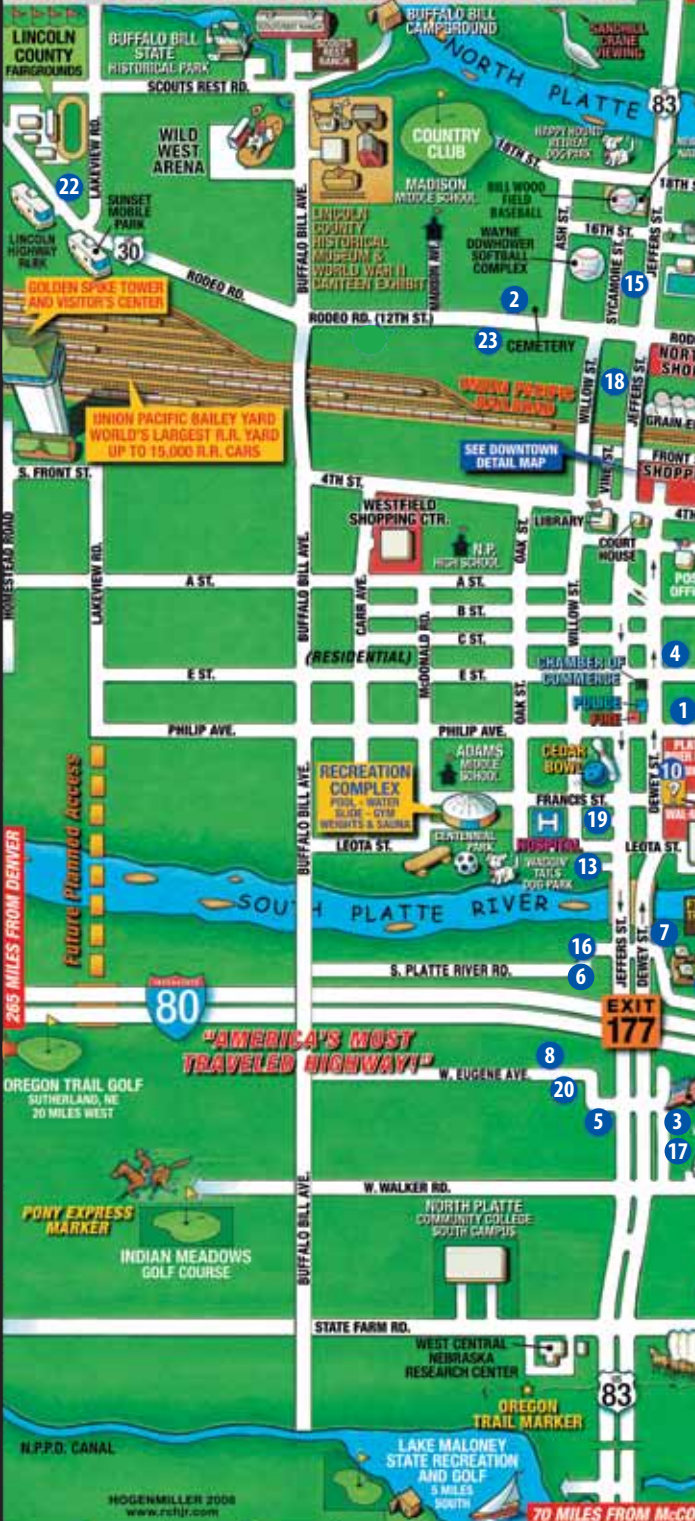 LINCOLN
COUNTY
FAIRGROUNDS
BUFFALO BILL
STATE
HISTORICAL PARK
SCOUTS
REST
RANCH
BUFFALO BILL
CAMPGROUND
SANDHILL
CRANE
VIEWING
NORTH PLATTE
83
SCOUTS REST RD.
LAKEVIEW RD.
WILD
WEST
ARENA
BUFFALO BILL AVE.
COUNTRY
CLUB
HAPPY HOUND
RETREAT
DOG PARK
18TH ST.
18TH
22
MADISON
MIDDLE SCHOOL
BILL WOOD
FIELD
BASEBALL
ASH ST.
16TH ST.
JEFFERS ST.
SUNSET
MOBILE
PARK
LINCOLN
HIGHWAY
RLRK
30
LINCOLN
COUNTY
HISTORICAL
MUSEUM &
WORLD WAR II
CANTEEN EXHIBIT
MADISON AVE.
WAYNE
DOWHOWER
SOFTBALL
COMPLEX
SYCAMORE ST.
15
RODEO RD.
GOLDEN SPIKE TOWER
AND VISITOR'S CENTER
2
RODEO RD. (12TH ST.)
23
CEMETERY
ROD
NORT
SHO
UNION PACIFIC
RAILROAD
WILLOW ST.
18
JEFFERS ST.
GRAIN E
UNION PACIFIC BAILEY YARD
WORLD'S LARGEST R.R. YARD
UP TO 15,000 R.R. CARS
SEE DOWNTOWN
DETAIL MAP
VINE ST.
FRONT
SHOPP
S. FRONT ST.
4TH ST.
4TH
HOMESTEAD ROAD
LAKEVIEW RD.
BUFFALO BILL AVE.
WESTFIELD
SHOPPING CTR.
N.P.
HIGH SCHOOL
OAK ST.
LIBRARY
COURT
HOUSE
POS
OFFI
A ST.
A ST.
CARR AVE.
B ST.
WILLOW ST.
C ST.
(RESIDENTIAL)
McDONALD RD.
4
CHAMBER OF
COMMERCE
E ST.
E ST.
OAK ST.
POLICE
FIRE
1
PHILIP AVE.
PHILIP AVE.
Future Planned Access
BUFFALO BILL AVE.
ADAMS
MIDDLE
SCHOOL
CEDAR
BOWL
DEWEY ST.
10
?
RECREATION
COMPLEX
POOL - WATER
SLIDE - GYM
WEIGHTS & SAUNA
FRANCIS ST.
H
19
CENTENNIAL
PARK
HOSPITAL
LEOTA ST.
LEOTA ST.
WAGGIN'
TAILS
DOG PARK
13
265 MILES FROM DENVER
SOUTH PLATTE RIVER
JEFFERS ST.
DEWEY ST.
7
16
S. PLATTE RIVER RD.
6
INTERSTATE
80
EXIT
177
"AMERICA'S MOST
TRAVELED HIGHWAY!"
8
W. EUGENE AVE.
20
5
3
17
OREGON TRAIL GOLF
SUTHERLAND, NE
20 MILES WEST
BUFFALO BILL AVE.
W. WALKER RD.
PONY EXPRESS
MARKER
INDIAN MEADOWS
GOLF COURSE
NORTH PLATTE
COMMUNITY COLLEGE
SOUTH CAMPUS
STATE FARM RD.
WEST CENTRAL
NEBRASKA
RESEARCH CENTER
83
OREGON
TRAIL MARKER
N.P.P.D. CANAL
LAKE MALONEY
STATE RECREATION
AND GOLF
5 MILES
SOUTH
HOGENMILLER 2008
www.rchjr.com
70 MILES FROM McCO